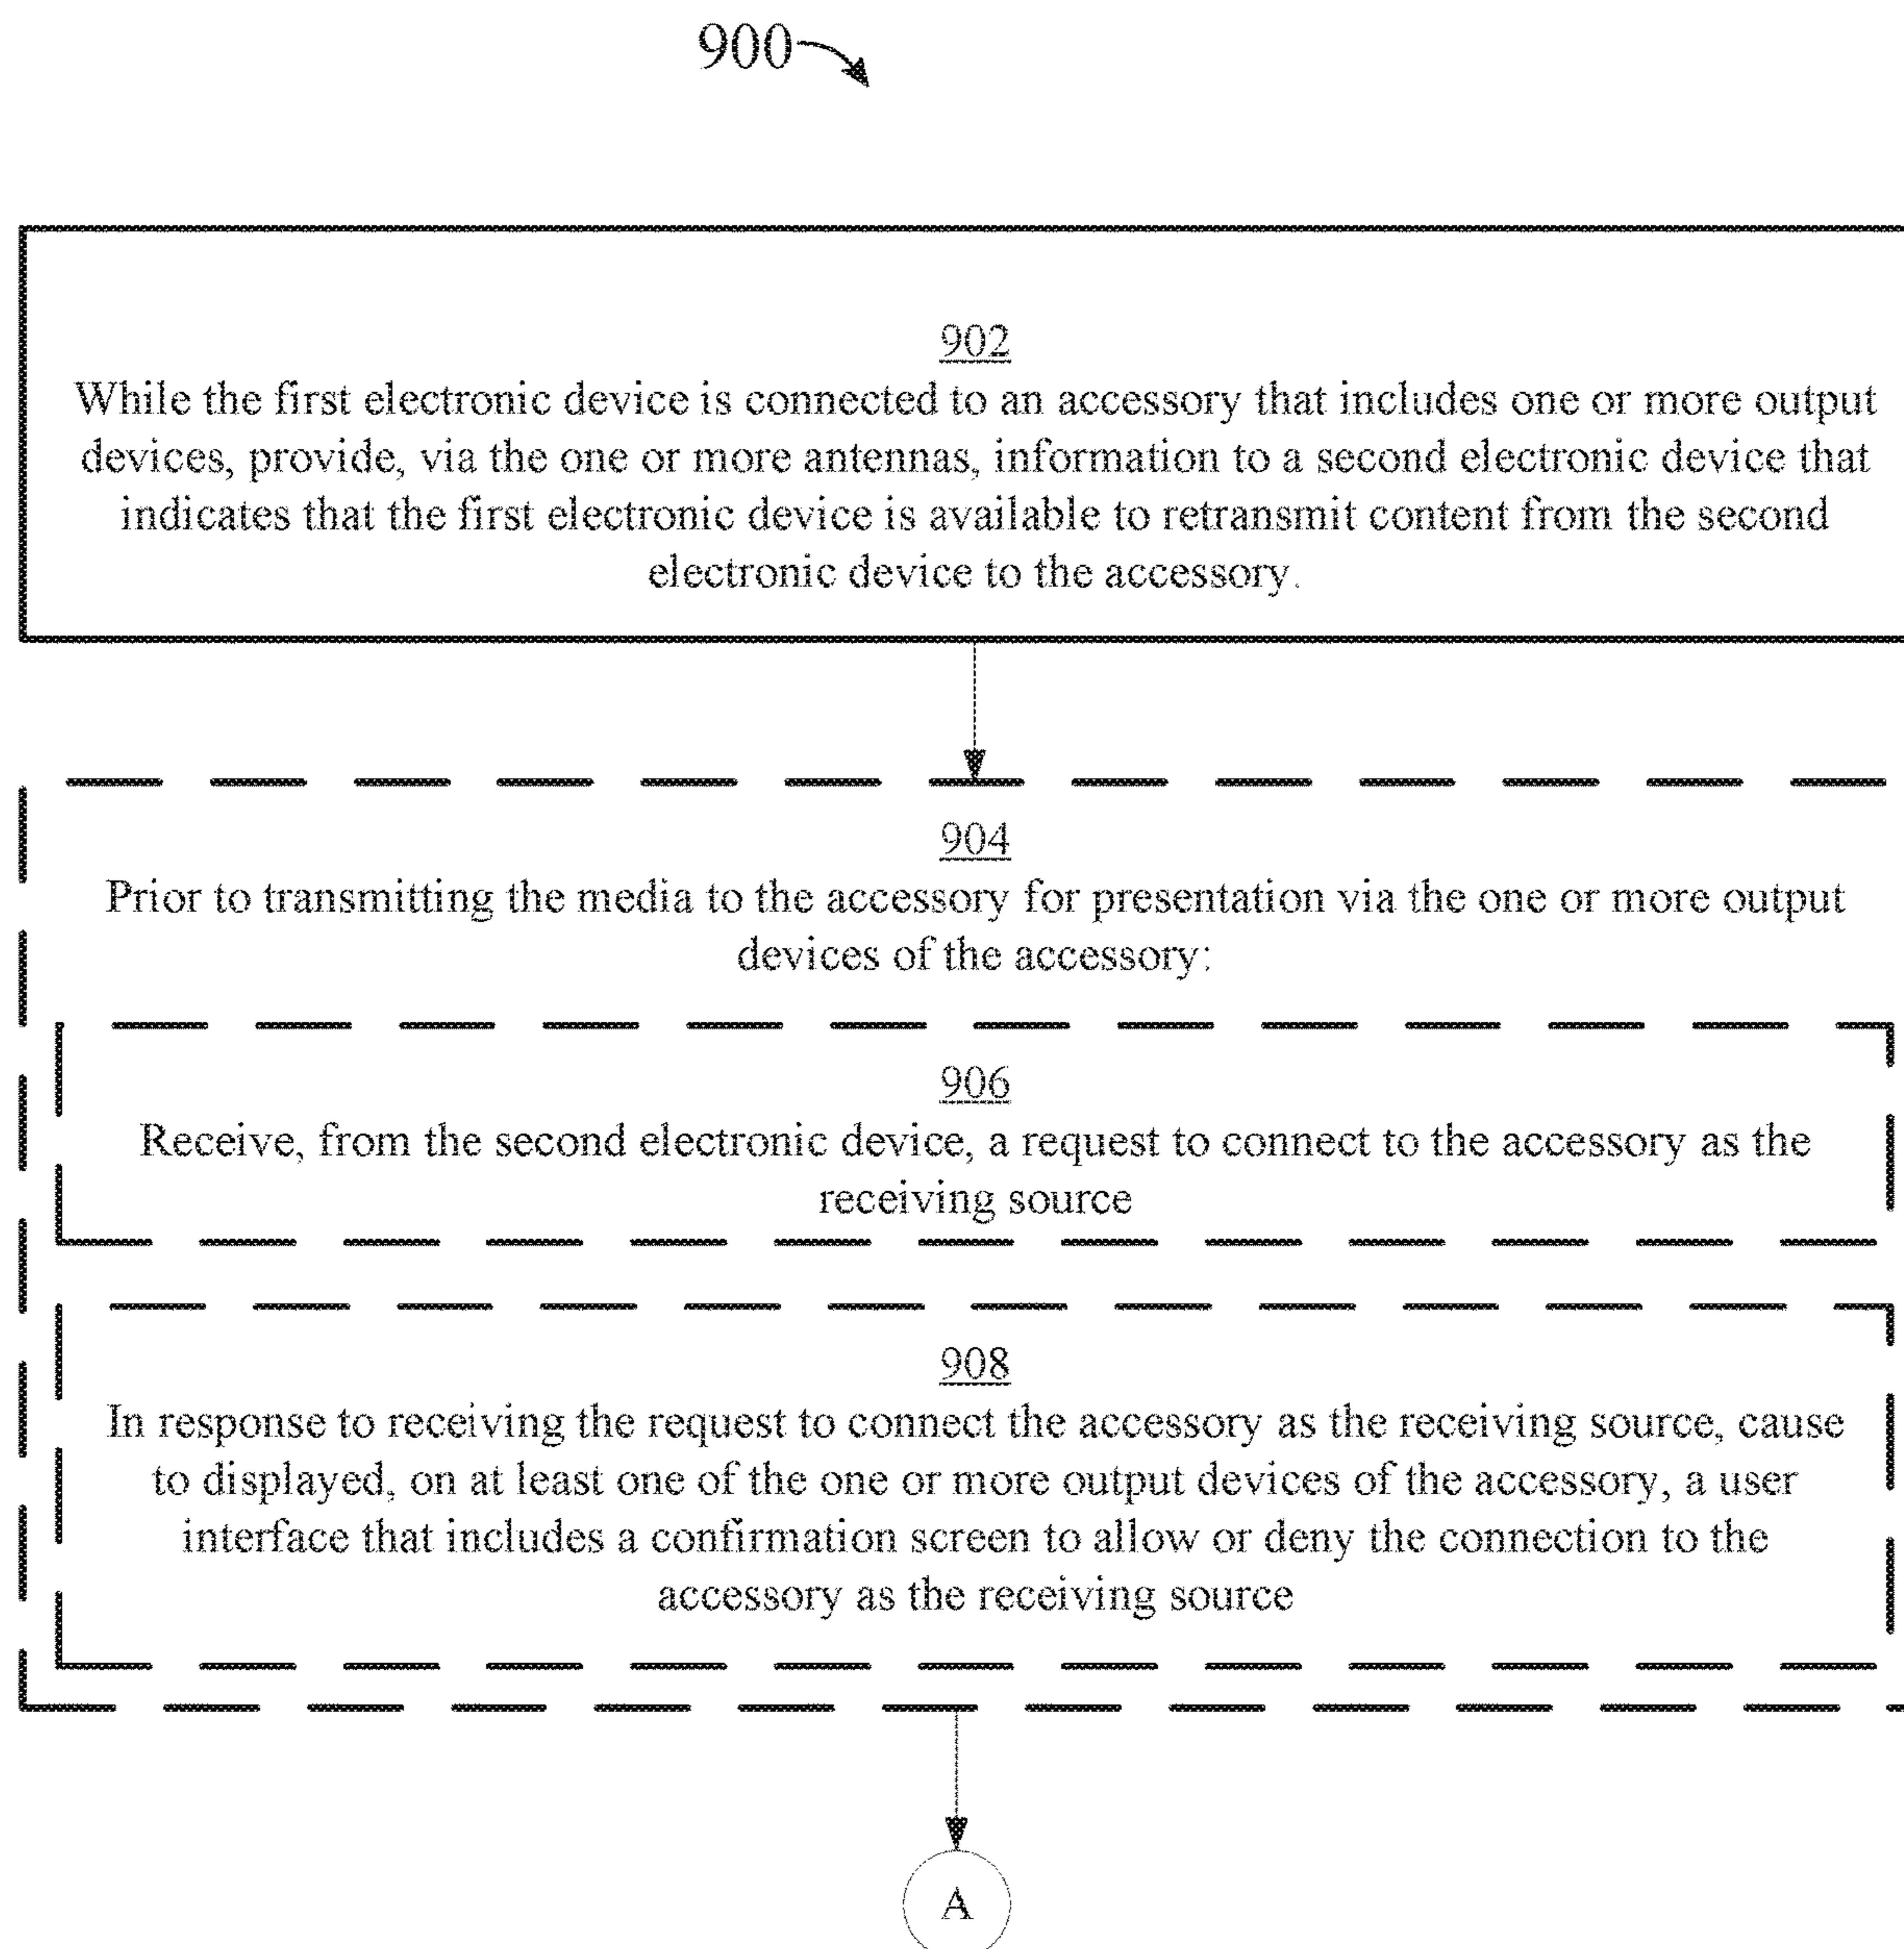 900
902
While the first electronic device is connected to an accessory that includes one or more output
devices, provide, via the one or more antennas, information to a second electronic device that
indicates that the first electronic device is available to retransmit content from the second
electronic device to the accessory.
904
Prior to transmitting the media to the accessory for presentation via the one or more output
devices of the accessory:
906
Receive, from the second electronic device, a request to connect to the accessory as the
receiving source
908
In response to receiving the request to connect the accessory as the receiving source, cause
to displayed, on at least one of the one or more output devices of the accessory, a user
interface that includes a confirmation screen to allow or deny the connection to the
accessory as the receiving source
A